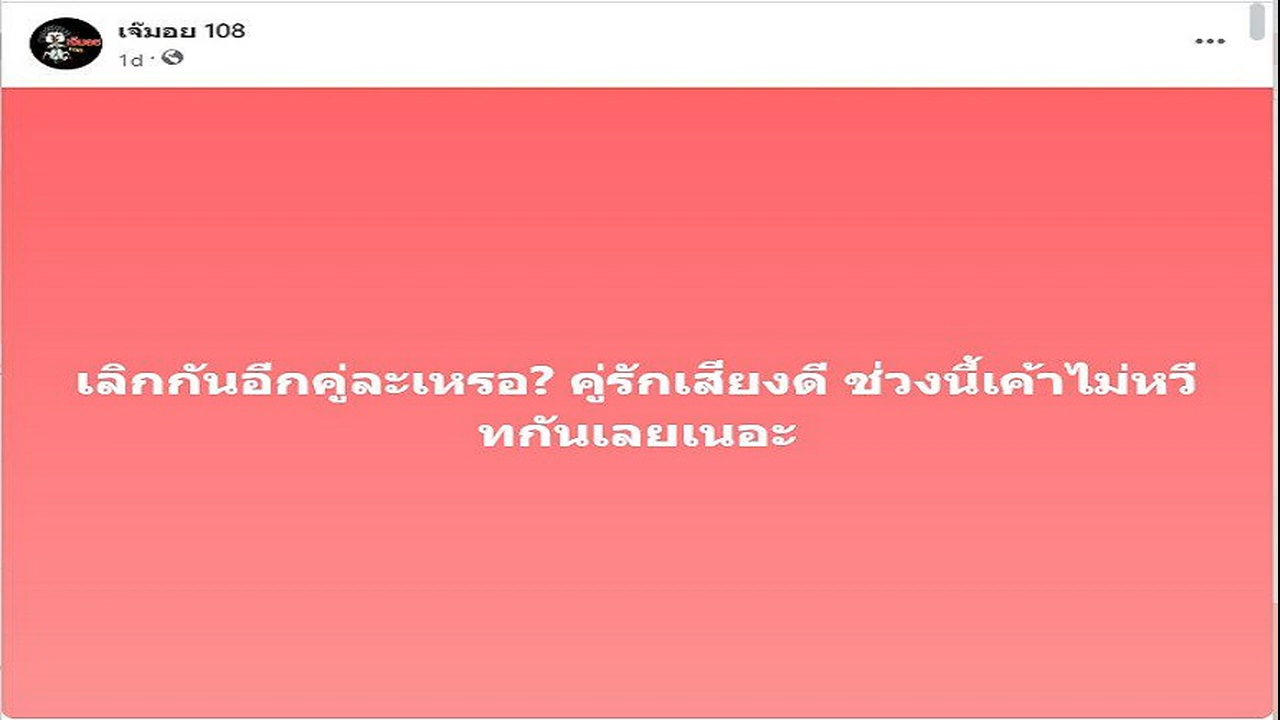 เจ๊มอย 108
1d ·
เลิกกันอีกคู่ละเหรอ? คู่รักเสียงดี ช่วงนี้เค้าไม่หวี
ทกันเลยเนอะ